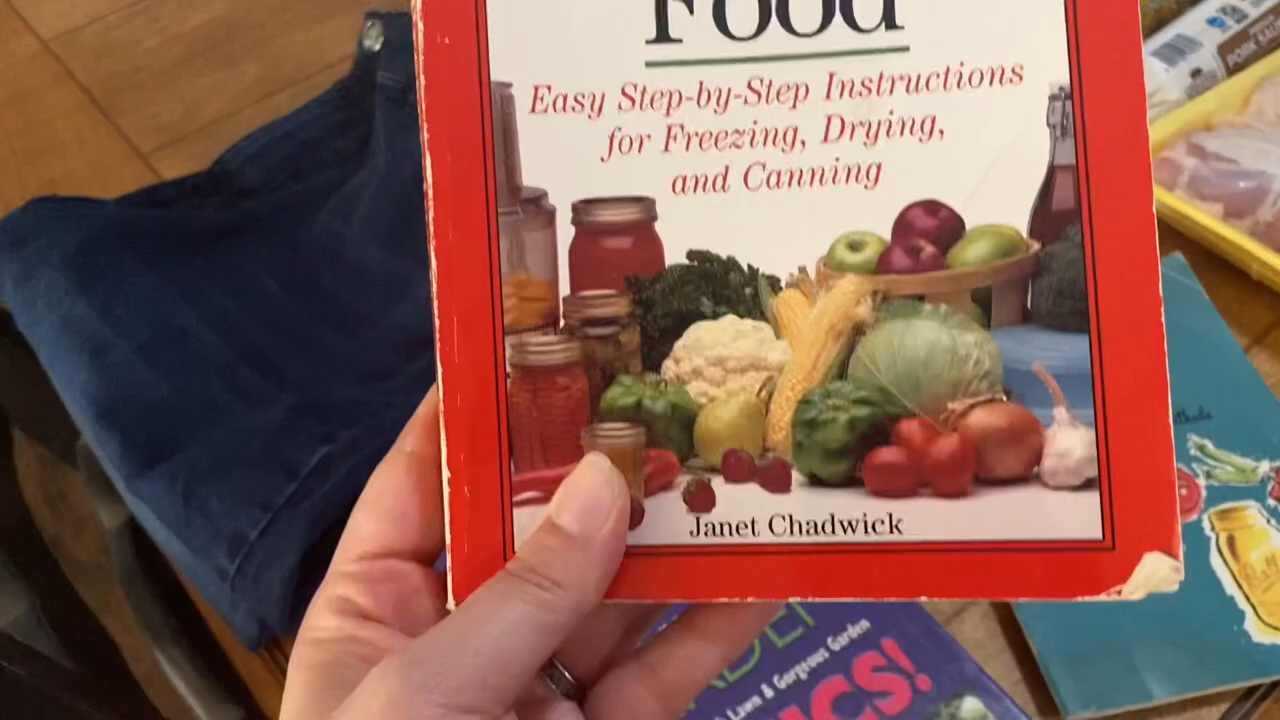 Food
Easy Step-by-Step Instructions
for Freezing, Drying,
and Canning
Janet Chadwick
Lawn & Gorgeous Garden
PORK